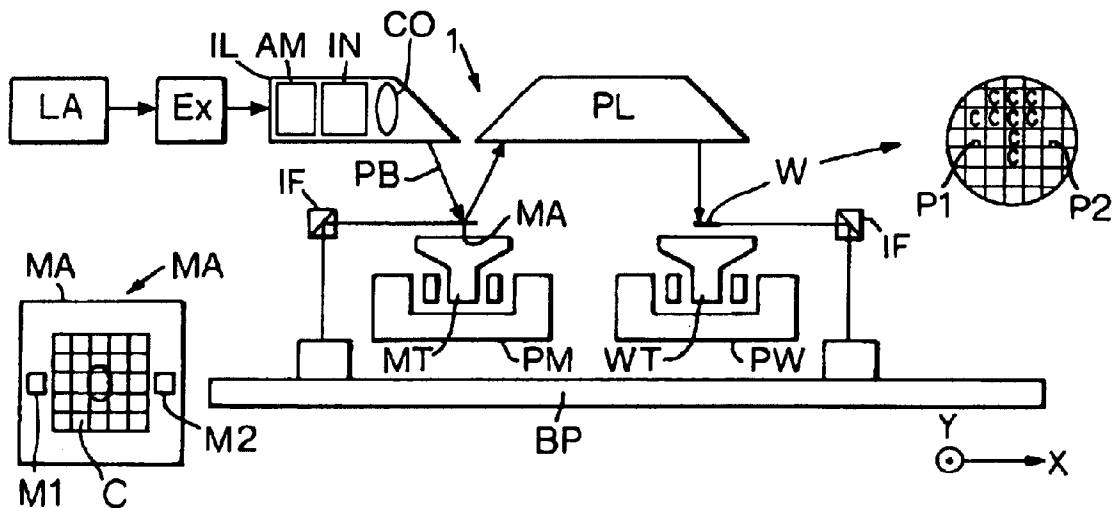 IL AM IN CO 1
LA Ex PL
PB W
IF MA P1 P2
IF
MA MA
MT PM WT PW
M2
BP
M1 C
Y
X
C C C
C C C C
C
C